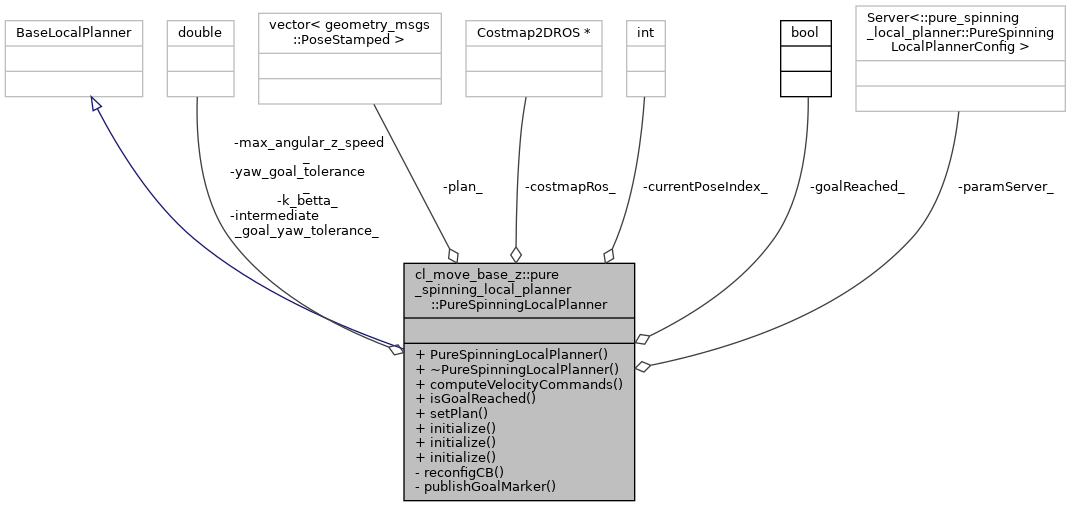 BaseLocalPlanner
double
vector< geometry_msgs
::PoseStamped >
Costmap2DROS *
int
bool
Server<::pure_spinning
_local_planner::PureSpinning
LocalPlannerConfig >
-max_angular_z_speed
_
-yaw_goal_tolerance
_
-k_betta_
-intermediate
_goal_yaw_tolerance_
-plan_
-costmapRos_
-currentPoseIndex_
-goalReached_
-paramServer_
cl_move_base_z::pure
_spinning_local_planner
::PureSpinningLocalPlanner
+ PureSpinningLocalPlanner()
+ ~PureSpinningLocalPlanner()
+ computeVelocityCommands()
+ isGoalReached()
+ setPlan()
+ initialize()
+ initialize()
+ initialize()
- reconfigCB()
- publishGoalMarker()